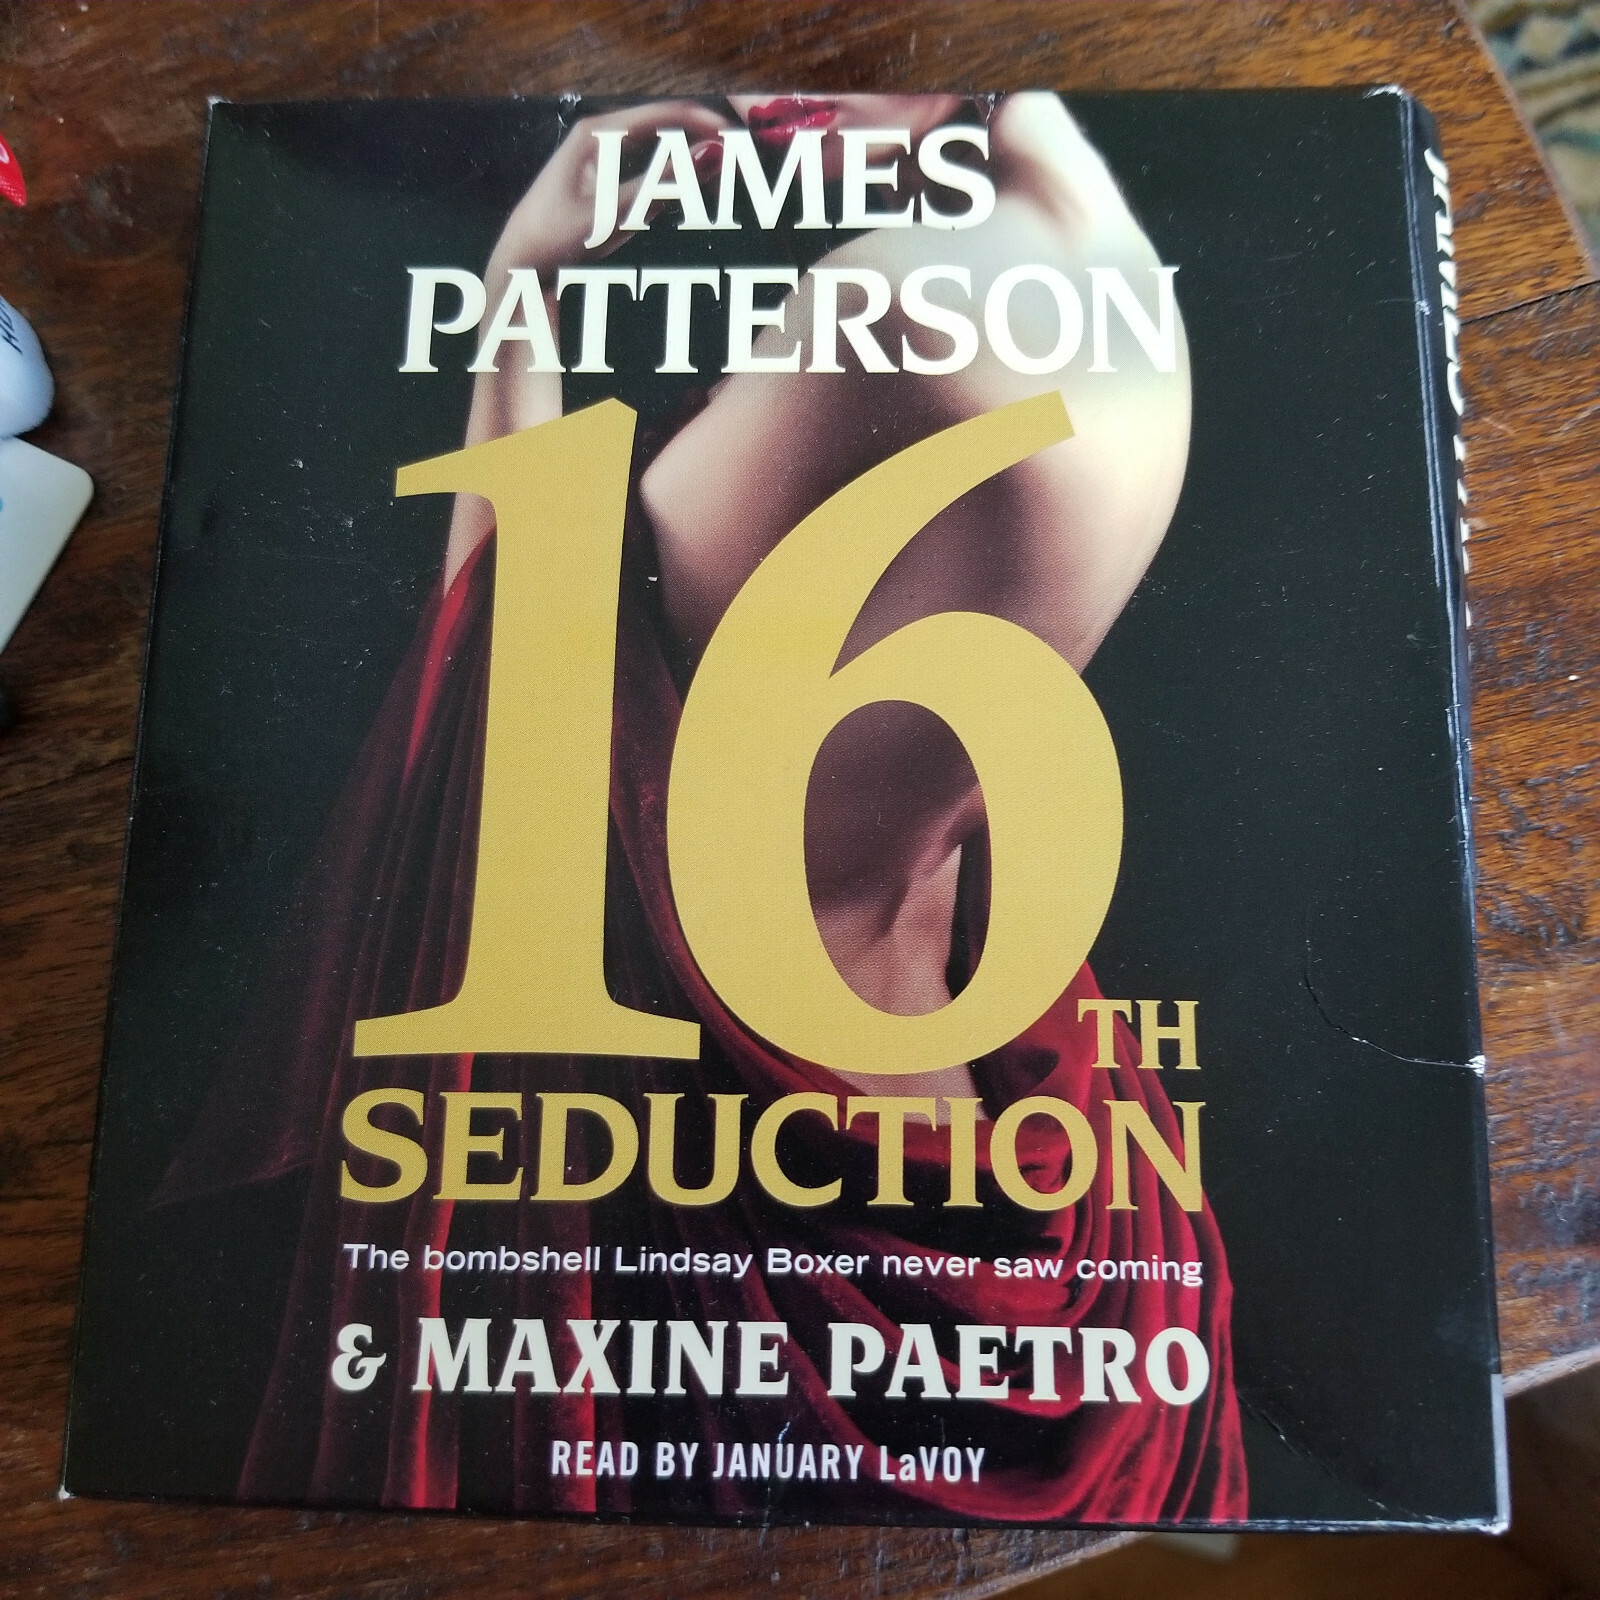 JAMES
PATTERSON
16TH
SEDUCTION
The bombshell Lindsay Boxer never saw coming
& MAXINE PAETRO
READ BY JANUARY LaVOY